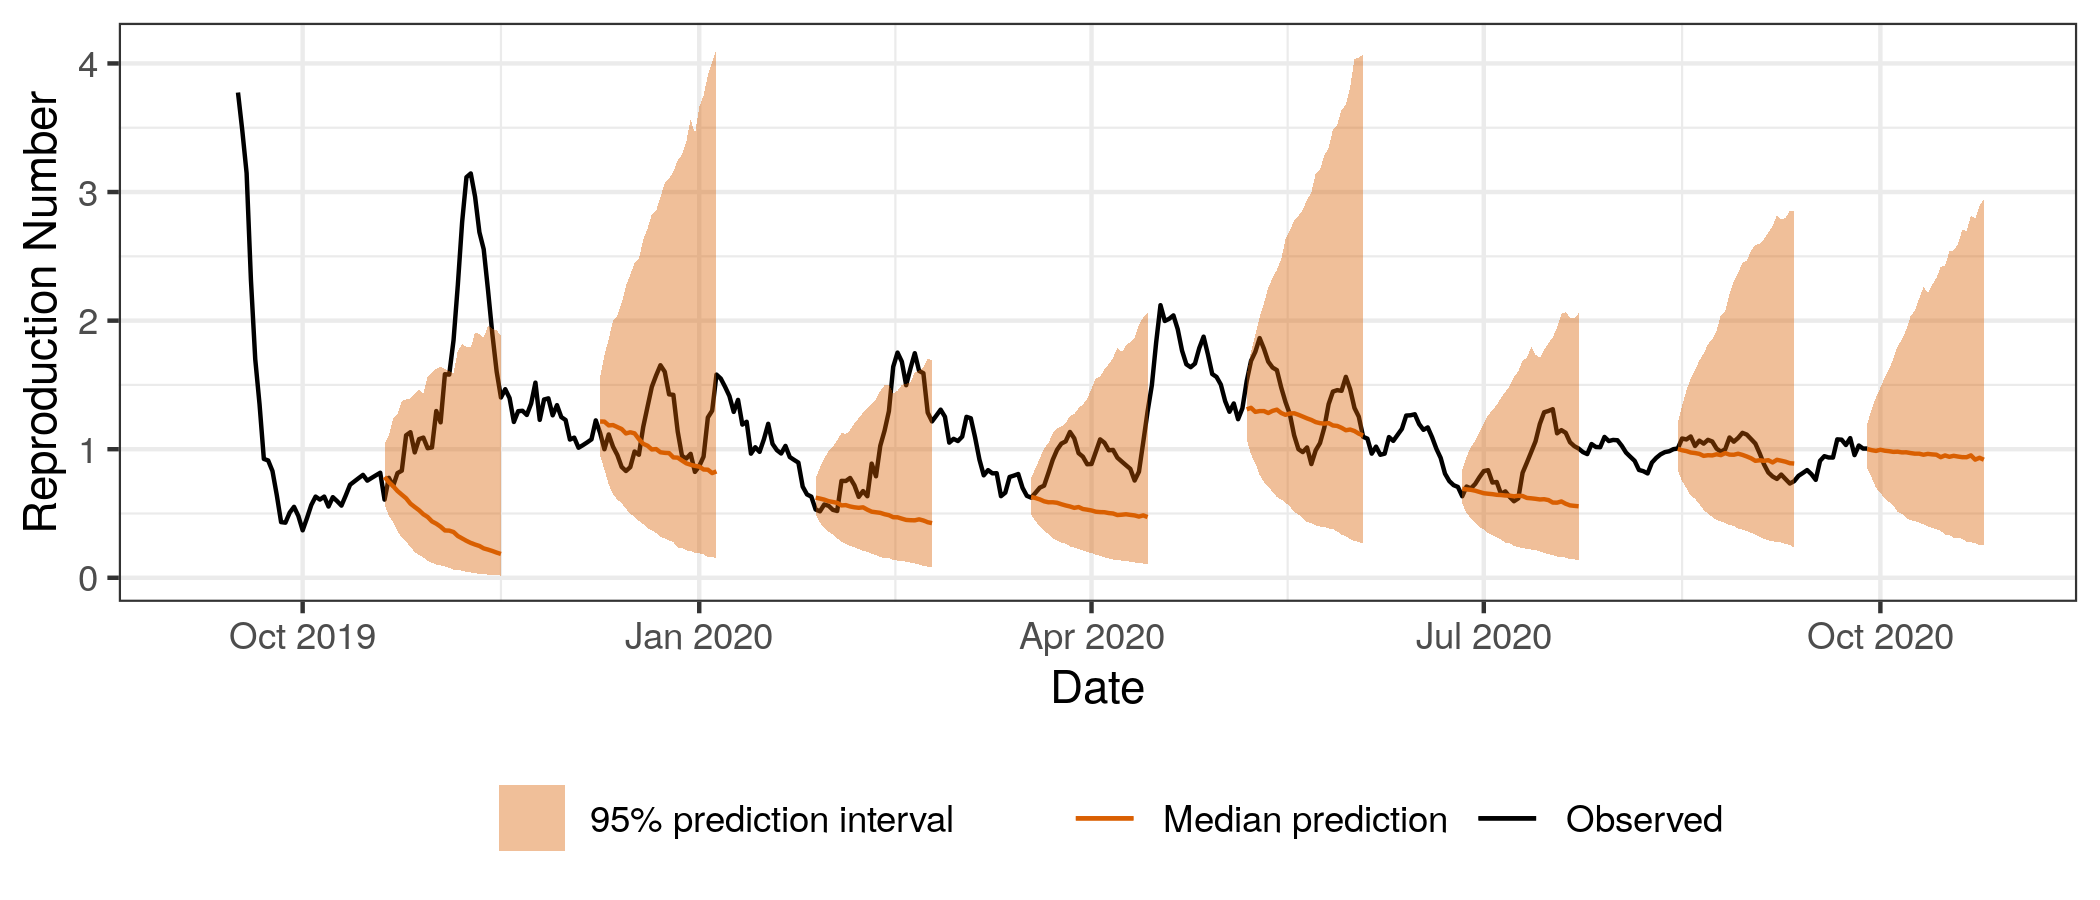 Reproduction Number
4
3
2
1
0
Oct 2019
Jan 2020
Apr 2020
Jul 2020
Oct 2020
Date
95% prediction interval
Median prediction
Observed